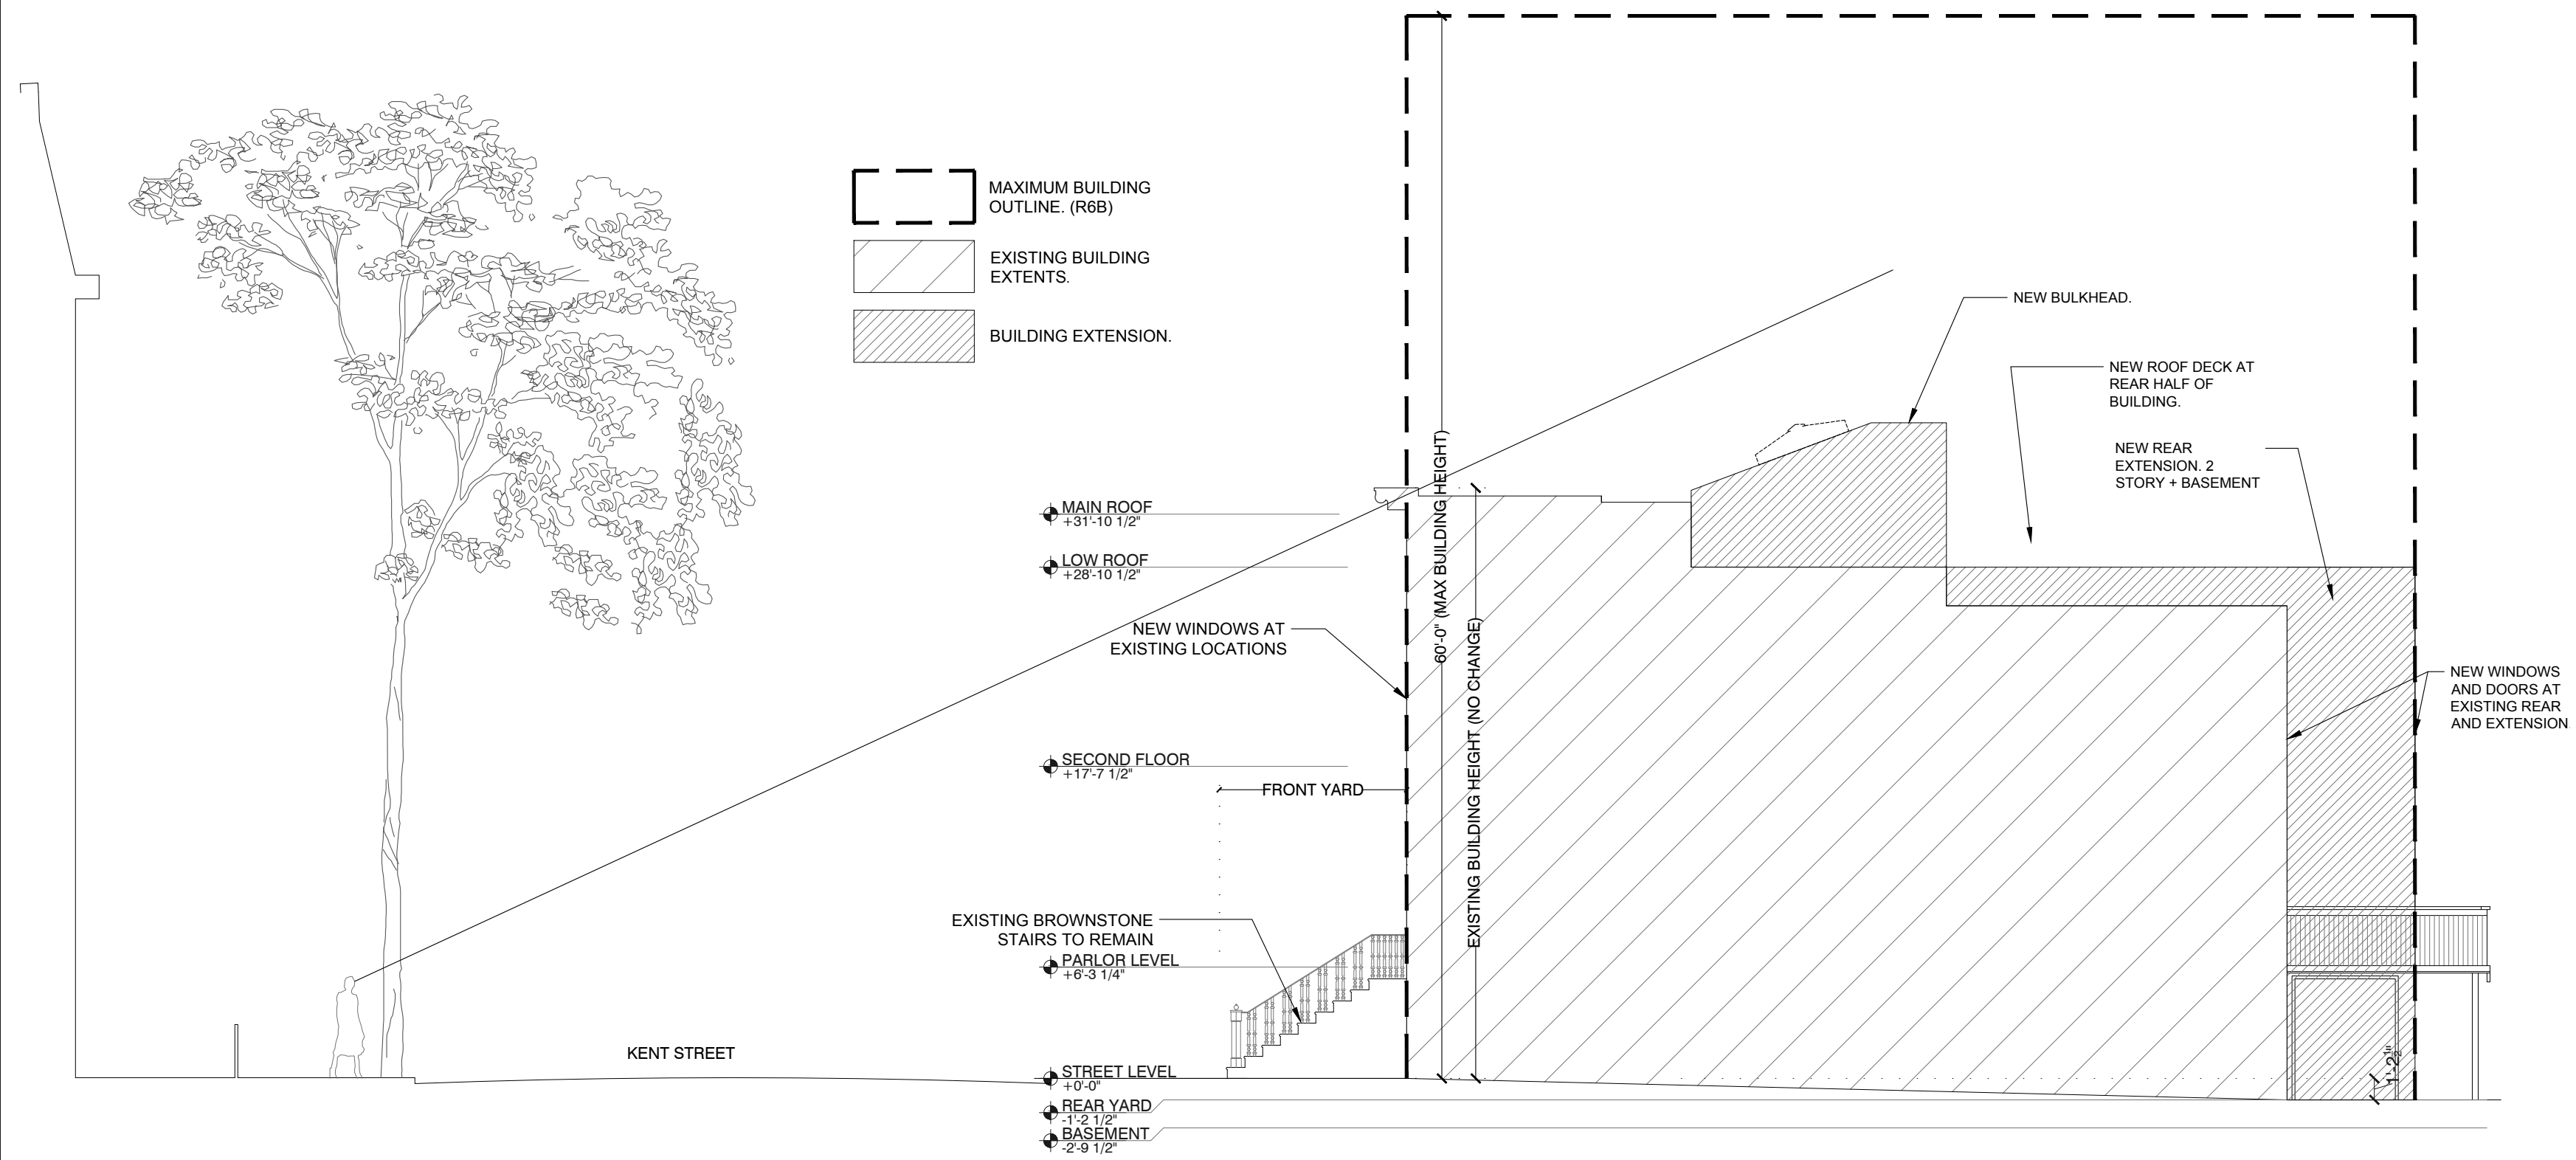 MAXIMUM BUILDING
OUTLINE. (R6B)
EXISTING BUILDING
EXTENTS.
BUILDING EXTENSION.
NEW BULKHEAD.
NEW ROOF DECK AT
REAR HALF OF
BUILDING.
NEW REAR
EXTENSION. 2
STORY + BASEMENT
60'-0" (MAX BUILDING HEIGHT)
EXISTING BUILDING HEIGHT (NO CHANGE)
MAIN ROOF
+31'-10 1/2"
LOW ROOF
+28'-10 1/2"
NEW WINDOWS AT
EXISTING LOCATIONS
NEW WINDOWS
AND DOORS AT
EXISTING REAR
AND EXTENSION
SECOND FLOOR
+17'-7 1/2"
FRONT YARD
EXISTING BROWNSTONE
STAIRS TO REMAIN
PARLOR LEVEL
+6'-3 1/4"
KENT STREET
STREET LEVEL
+0'-0"
1'-2 1/2"
REAR YARD
-1'-2 1/2"
BASEMENT
-2'-9 1/2"